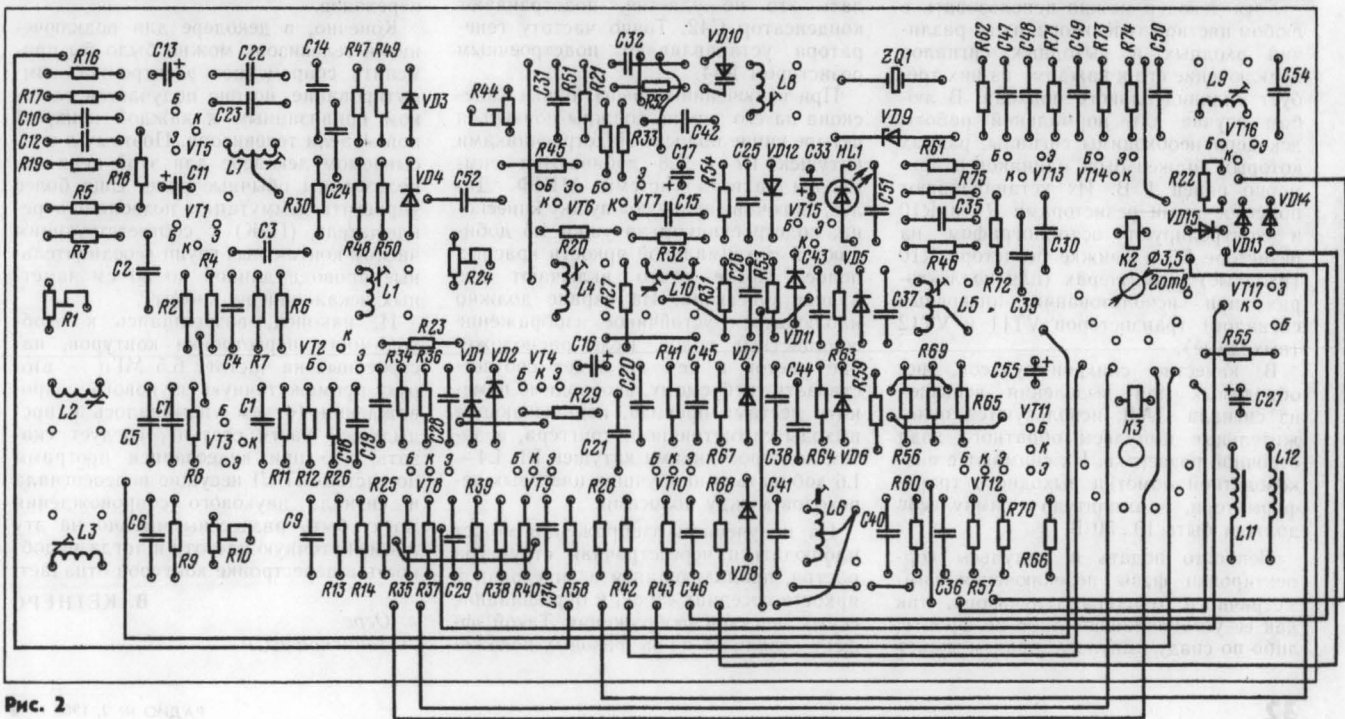 R16
C13
C22
C14
R47
R49
R44
C31
R51
R21
C32
R32
VD10
ZQ1
R62
C47
C48
C49
R73
R74
C50
L9
C54
R17
C10
C12
R19
R18
VT5
Б К Э
C23
L7
VD3
VD9
R33
C42
VT16
R2
C11
VT1
R30
C24
VD4
C52
R45
VT6
Э Б К
VT7
Б К Э
C17
C15
R54
C25
VD12
C33
HL1
C51
VT15
R61
R75
C35
R46
VT13
VT14
C30
R72
R22
VD15
VD14
VD13
R3
C2
R4
C3
R48
R50
L1
R24
R20
L4
R27
R32
L10
R31
C26
R53
C43
VD5
VD11
C37
L5
C39
K2
Ø3,5
2отв.
VT17
К Э Б
R1
R5
R6
C4
R7
VT2
Б К Э
R23
R34
R36
VD1
VD2
VT4
Э К Б
C16
R29
C20
R41
C45
VD7
C44
R63
R59
R69
R65
C55
VT11
Б К Э
K3
R52
C27
L2
C5
C7
R8
VT3
C1
R10
R11
R12
R26
C18
C19
C28
C21
R67
C38
R64
VD6
R56
L12
L3
C6
R9
R10
C9
R25
VT8
R39
VT9
R28
VT10
R68
C41
L6
C40
R60
VT12
R70
R66
L11
R13
R14
R35
R37
C29
R38
R40
C34
R58
R42
R43
C46
VD8
C36
R57
Рис. 2